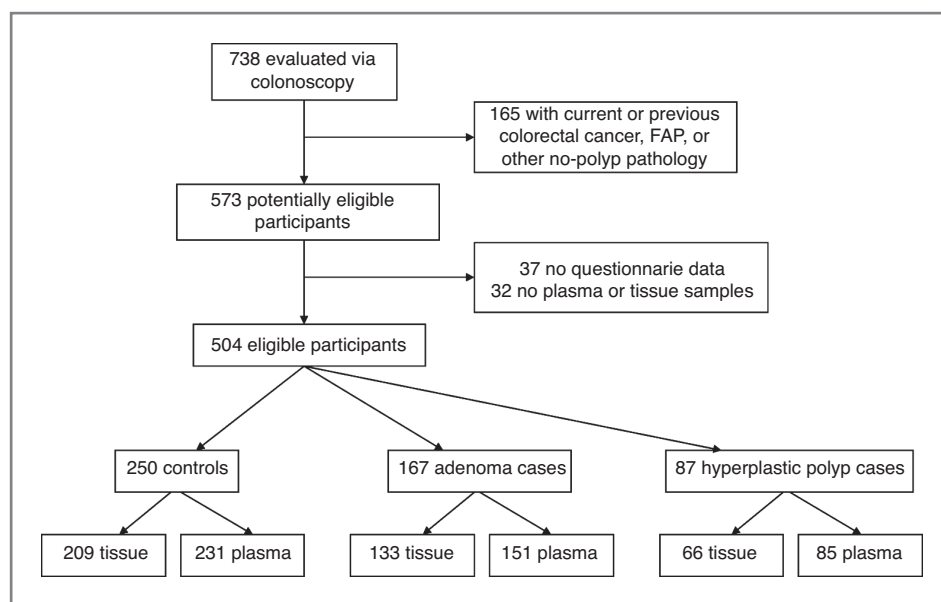 738 evaluated via
colonoscopy
165 with current or previous
colorectal cancer, FAP, or
other no-polyp pathology
573 potentially eligible
participants
37 no questionnarie data
32 no plasma or tissue samples
504 eligible participants
250 controls
167 adenoma cases
87 hyperplastic polyp cases
209 tissue
231 plasma
133 tissue
151 plasma
66 tissue
85 plasma